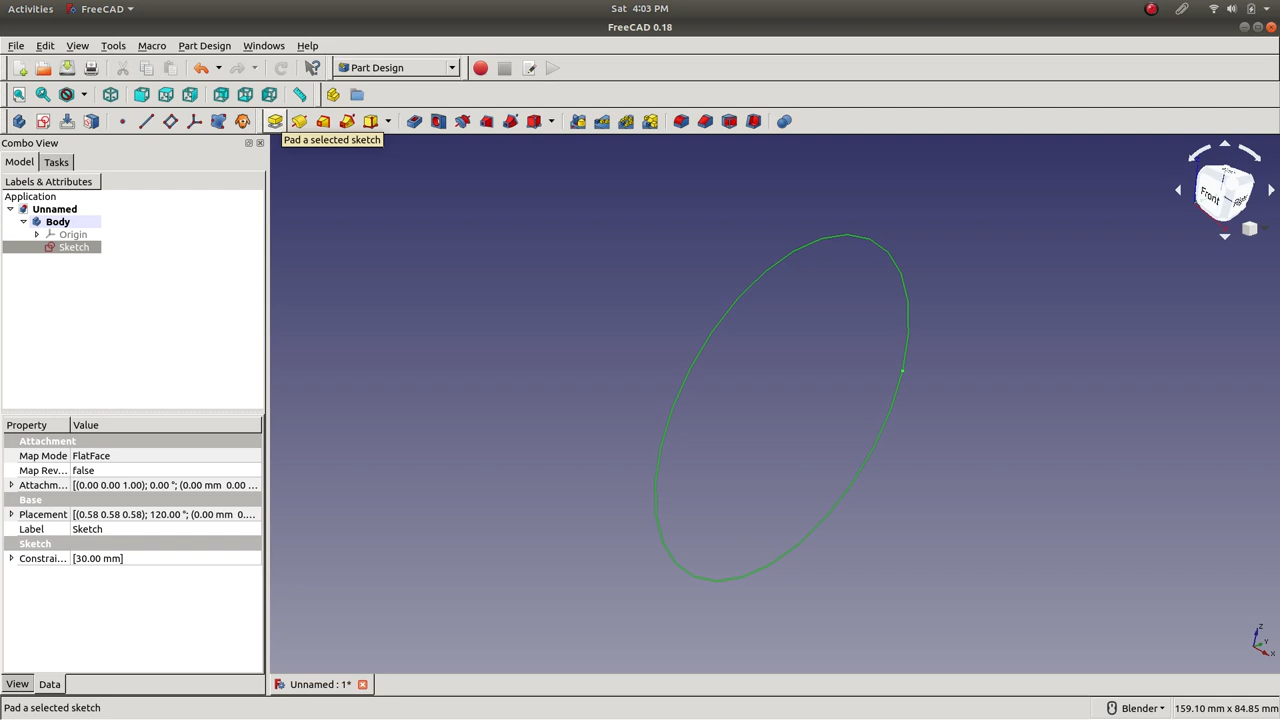 Activities FreeCAD Sat 4:03 PM
FreeCAD 0.18
File Edit View Tools Macro Part Design Windows Help
Part Design
Pad a selected sketch
Combo View
Model Tasks
Labels & Attributes
Application
Unnamed
Body
Origin
Sketch
Front
Right
Property Value
Attachment
Map Mode FlatFace
Map Rev... false
Attachm... [(0.00 0.00 1.00); 0.00 °; (0.00 mm 0.00 ...
Base
Placement [(0.58 0.58 0.58); 120.00 °; (0.00 mm 0....
Label Sketch
Sketch
Constrai... [30.00 mm]
Z
Y
X
View Data
Unnamed : 1*
Pad a selected sketch Blender 159.10 mm x 84.85 mm